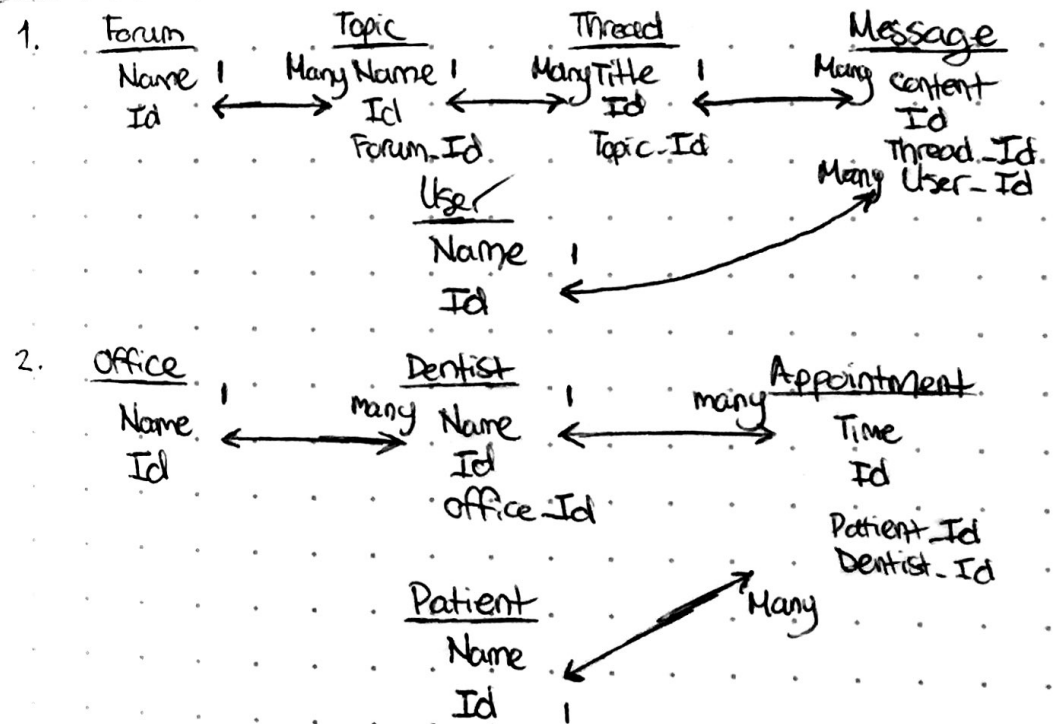 1. Forum Topic Thread Message
Name 1 Many Name 1 Many Title 1 Many Content
Id Id Id Id
Forum_Id Topic_Id Thread_Id
User Many User_Id
Name 1
Id
2. Office Dentist Appointment
Name 1 many Name 1 many Time
Id Id Id
Office_Id Patient_Id
Dentist_Id
Patient Many
Name
Id 1